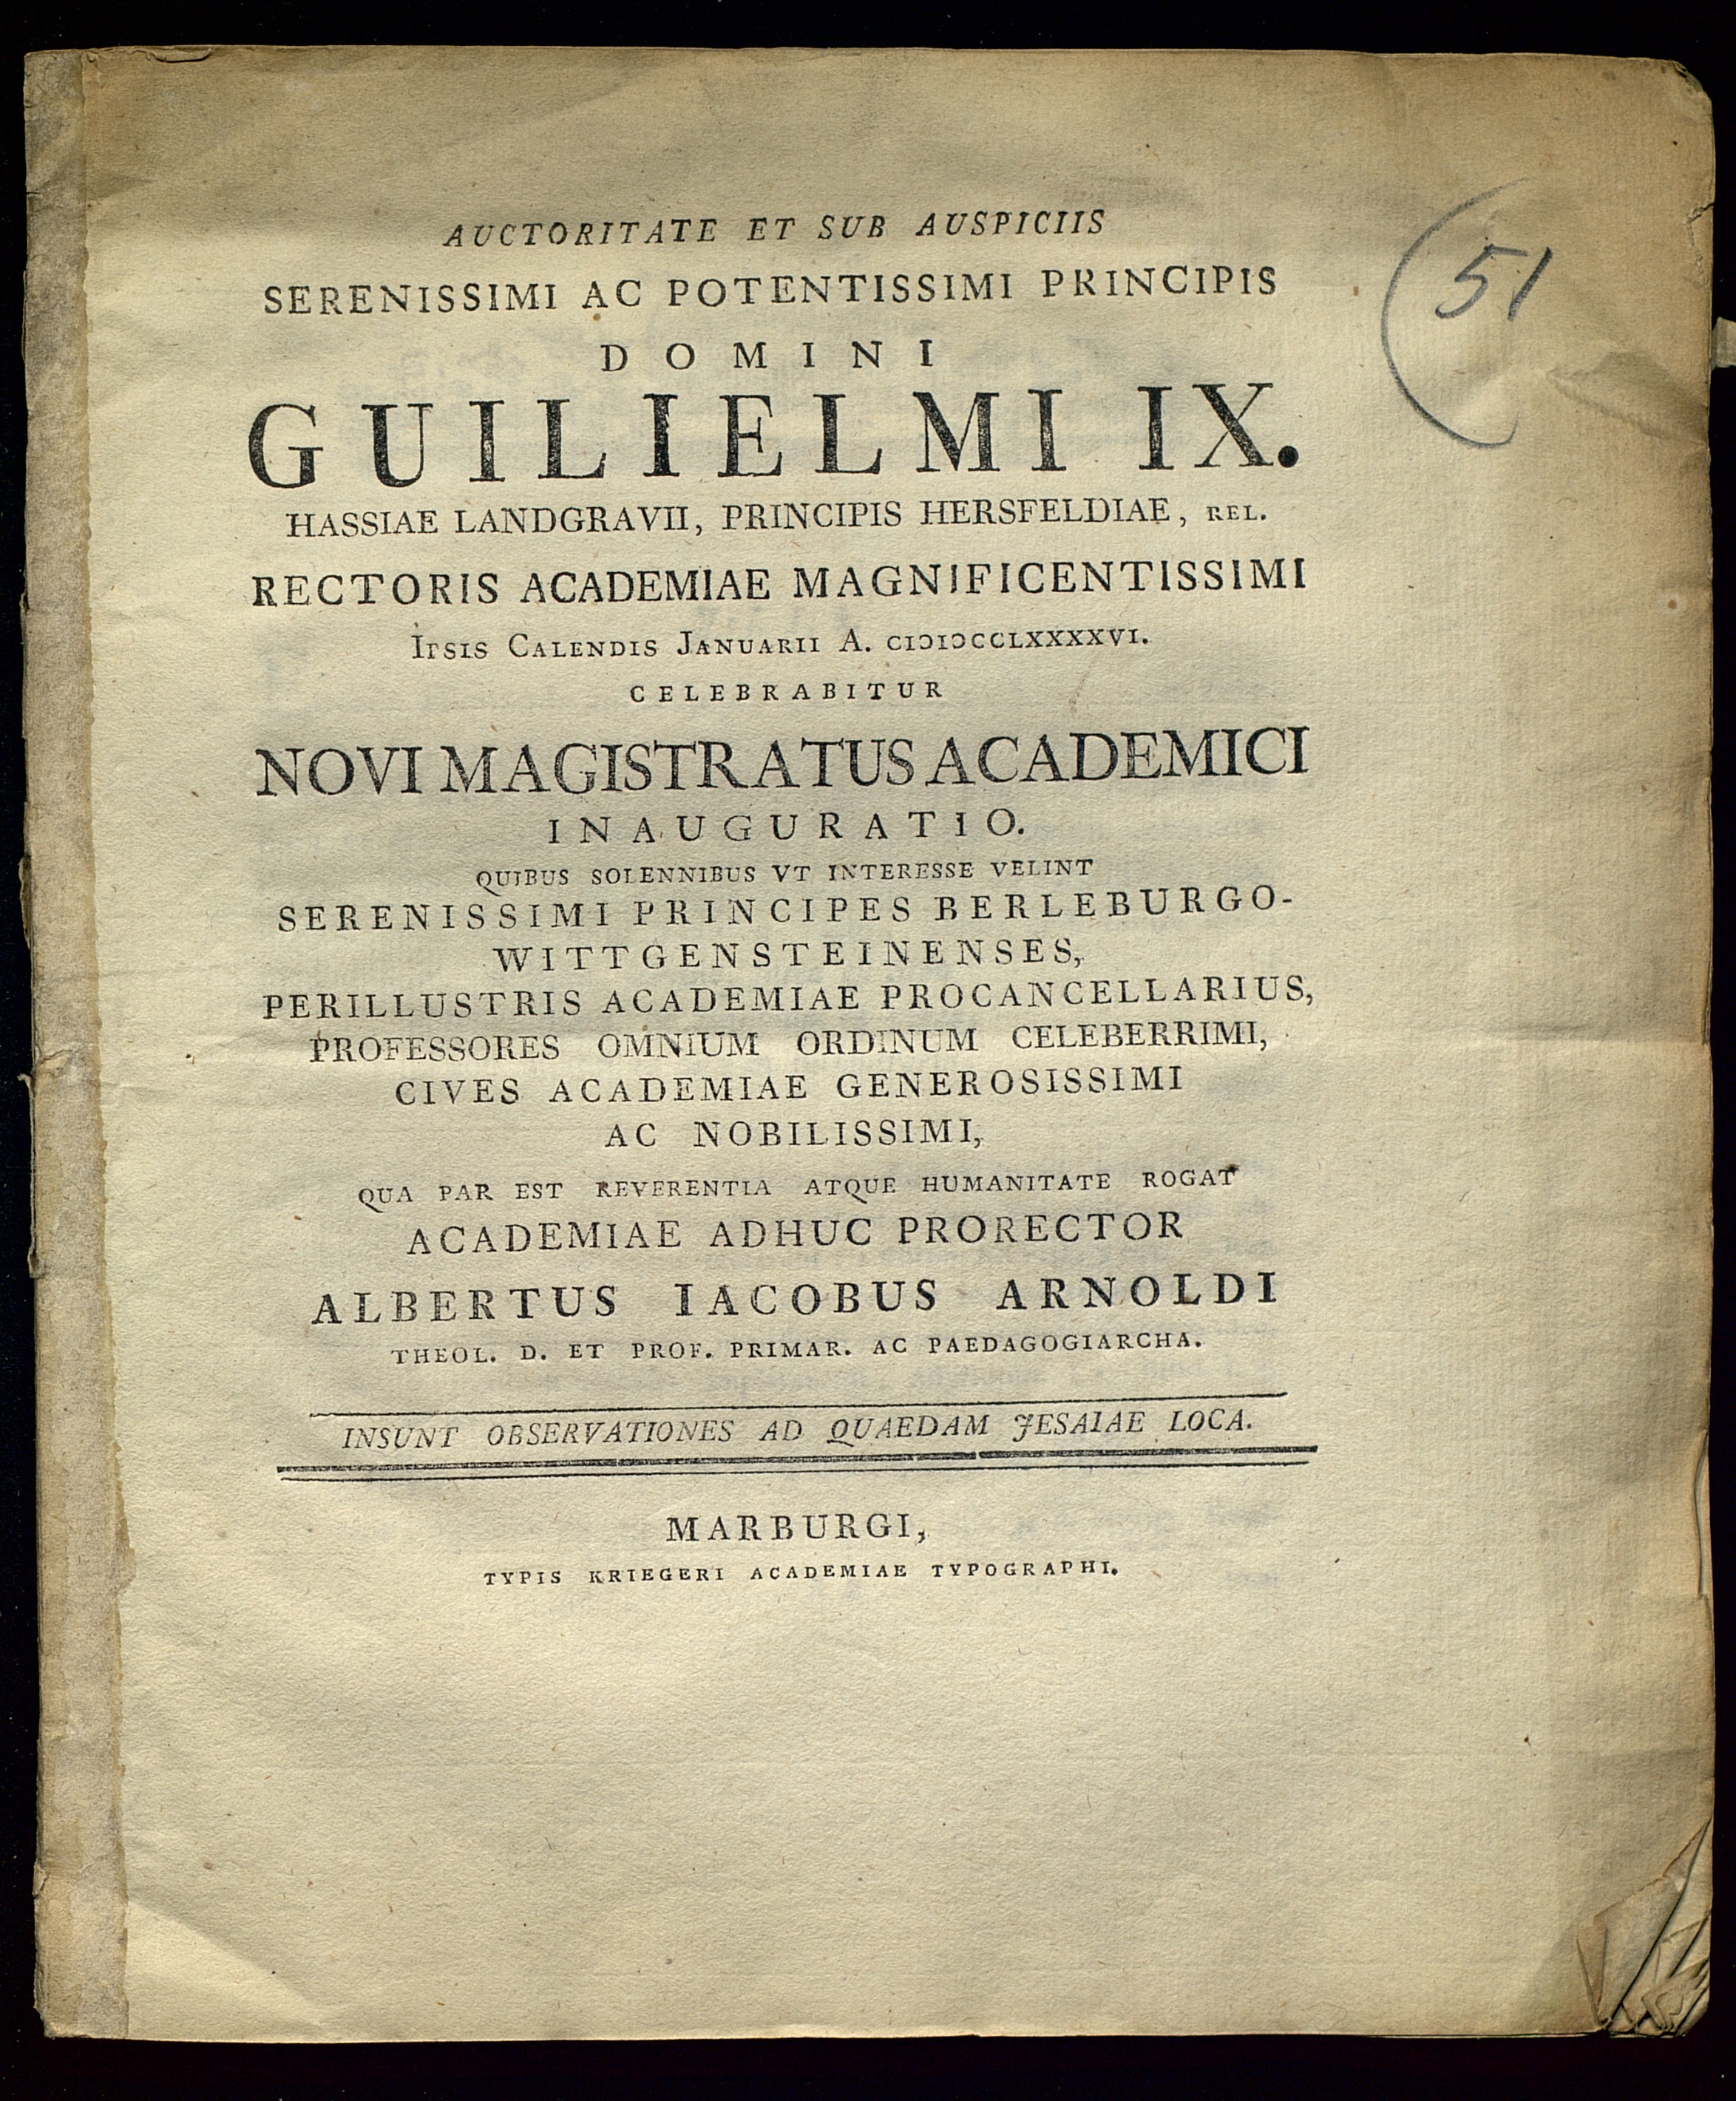 AUCTORITATE ET SUB AUSPICIIS
SERENISSIMI AC POTENTISSIMI PRINCIPIS
DOMINI
GUILIELMI IX.
HASSIAE LANDGRAVII, PRINCIPIS HERSFELDIAE, REL.
RECTORIS ACADEMIAE MAGNIFICENTISSIMI
IPSIS CALENDIS JANUARII A. CIƆIƆCCLXXXXVI.
CELEBRABITUR
NOVI MAGISTRATUS ACADEMICI
INAUGURATIO.
QUIBUS SOLENNIBUS VT INTERESSE VELINT
SERENISSIMI PRINCIPES BERLEBURGO-
WITTGENSTEINENSES,
PERILLUSTRIS ACADEMIAE PROCANCELLARIUS,
PROFESSORES OMNIUM ORDINUM CELEBERRIMI,
CIVES ACADEMIAE GENEROSISSIMI
AC NOBILISSIMI,
QUA PAR EST REVERENTIA ATQUE HUMANITATE ROGAT
ACADEMIAE ADHUC PRORECTOR
ALBERTUS IACOBUS ARNOLDI
THEOL. D. ET PROF. PRIMAR. AC PAEDAGOGIARCHA.
INSUNT OBSERVATIONES AD QUAEDAM JESAIAE LOCA.
MARBURGI,
TYPIS KRIEGERI ACADEMIAE TYPOGRAPHI.
51